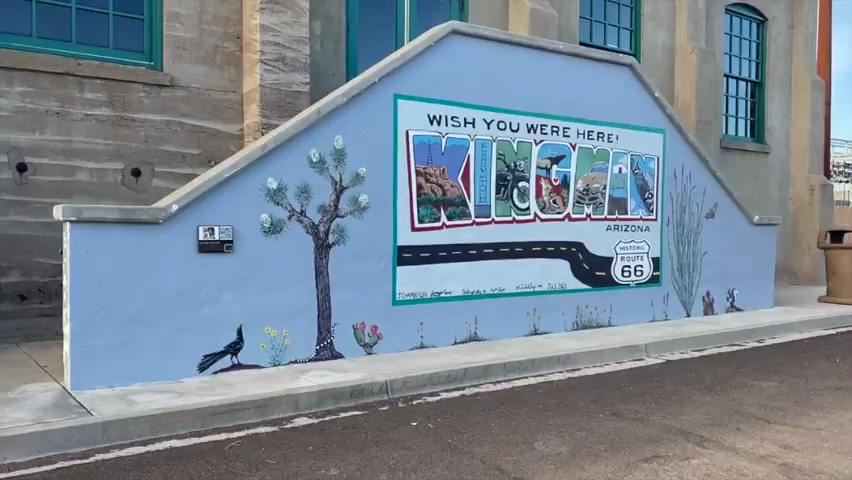 WISH YOU WERE HERE!
KINGMAN
ARIZONA
HISTORIC
ROUTE
66